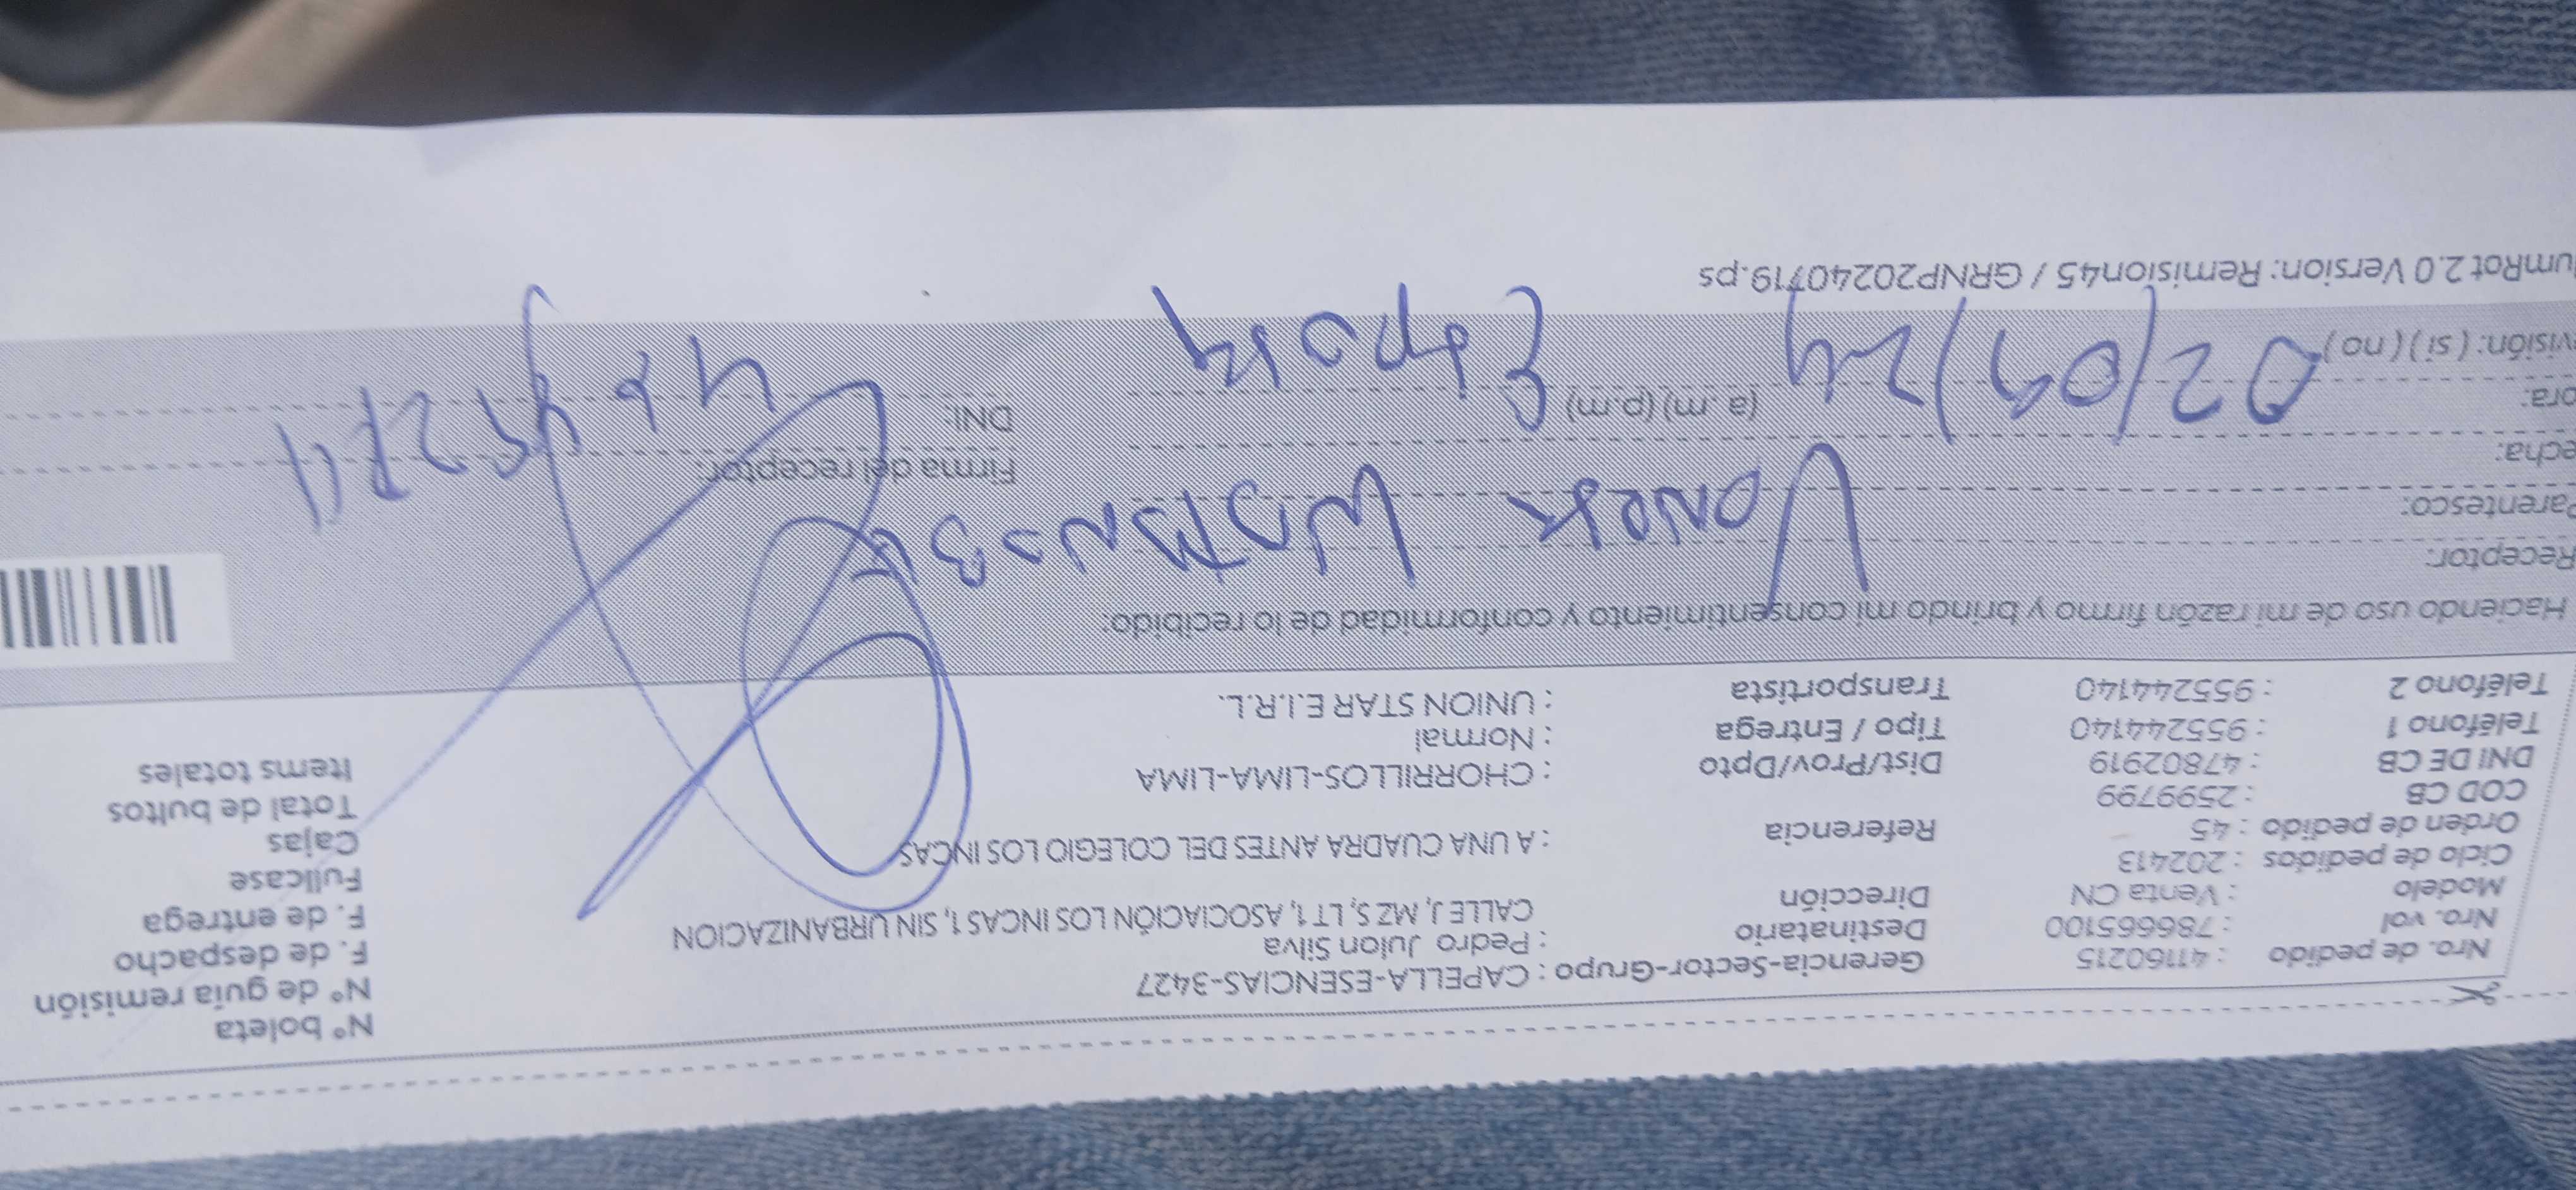 Nro. de pedido : 41160215 Gerencia-Sector-Grupo : CAPELLA-ESENCIAS-3427 N° boleta
Nro. vol : 786665100 Destinatario : Pedro Julon Silva N° de guía remisión
Modelo : Venta CN Dirección CALLE J, MZ S, LT 1, ASOCIACIÓN LOS INCAS 1, SIN URBANIZACION F. de despacho
Ciclo de pedidos : 202413 F. de entrega
Orden de pedido : 45 Referencia : A UNA CUADRA ANTES DEL COLEGIO LOS INCAS Fullcase
COD CB : 2599799 Cajas
DNI DE CB : 47802919 Dist/Prov/Dpto : CHORRILLOS-LIMA-LIMA Total de bultos
Teléfono 1 : 955244140 Tipo / Entrega : Normal Items totales
Teléfono 2 : 955244140 Transportista : UNION STAR E.I.R.L.
Haciendo uso de mi razón firmo y brindo mi consentimiento y conformidad de lo recibido:
Receptor:
Parentesco:
echa: Firma del receptor:
ora: (a .m) (p.m) DNI:
visión: ( sí ) ( no ) 02/09/24
umRot 2.0 Version: Remision45 / GRNP20240719.ps